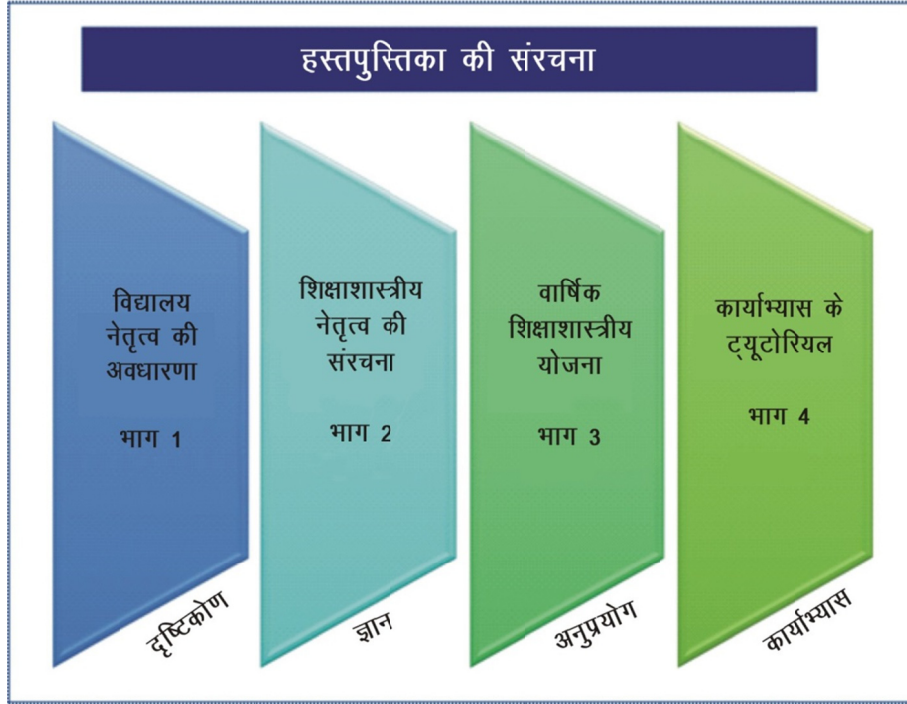 हस्तपुस्तिका की संरचना
विद्यालय
नेतृत्व की
अवधारणा
भाग 1
दृष्टिकोण
शिक्षाशास्त्रीय
नेतृत्व की
संरचना
भाग 2
ज्ञान
वार्षिक
शिक्षाशास्त्रीय
योजना
भाग 3
अनुप्रयोग
कार्याभ्यास के
ट्यूटोरियल
भाग 4
कार्याभ्यास